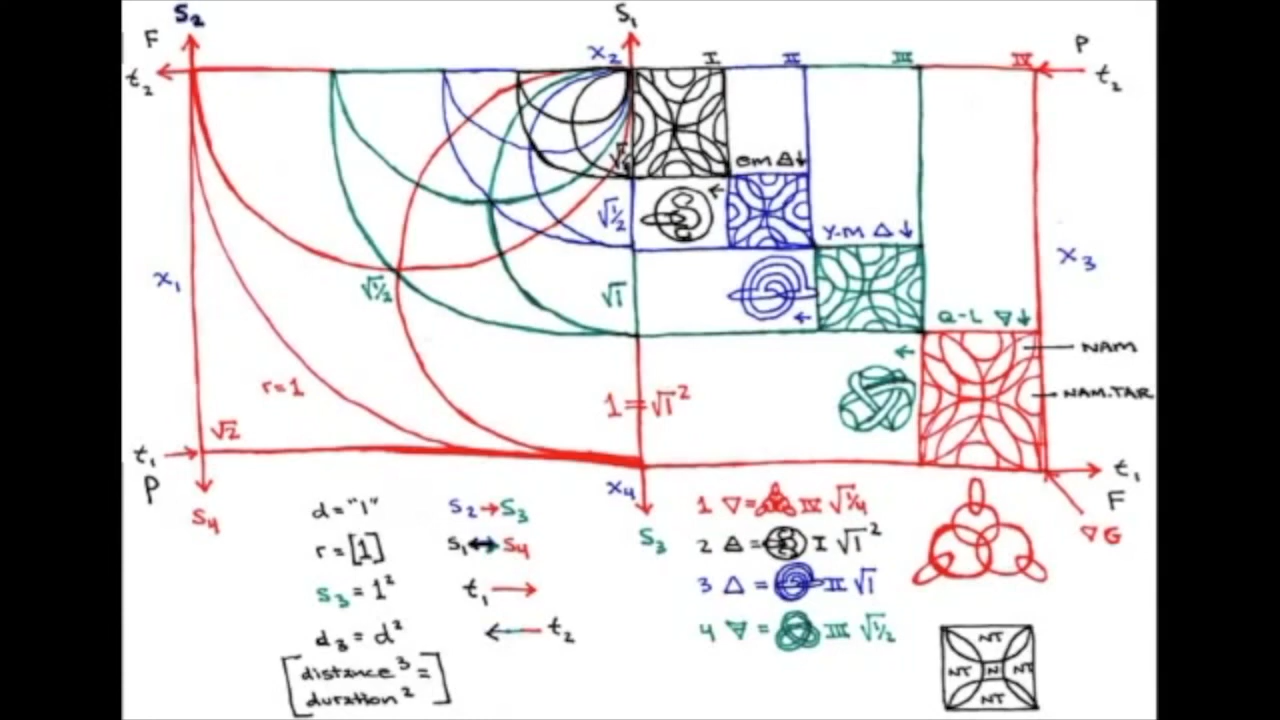 S₂ S₁
F X₂ I II III IV P
t₂ t₂
√¼ em ◬↓
√½ Y-M △↓
X₁ √½ √1 X₃
Q-L ▽↓
NAM
r=1 1=√1² NAM.TAR
√2
t₁ t₁
P X₄ F
S₄ S₃ ▽G
d="1" S₂→S₃ 1 ▽= IV √¼
r=[1] S₁↔S₄ 2 ◬= I √1²
S₃=1² t₁→ 3 △= II √1
d₃=d² ←t₂ 4 = III √½
[distance³=
duration²]
NT
NT N NT
NT